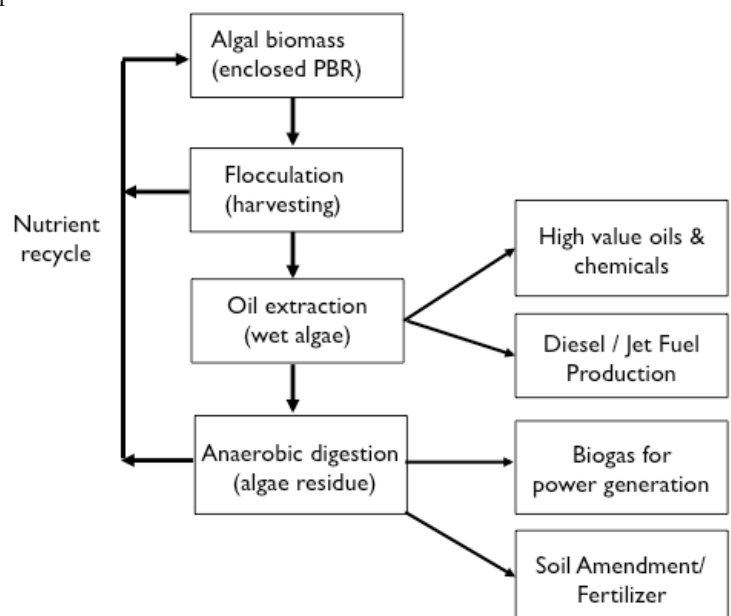 Algal biomass
(enclosed PBR)
Flocculation
(harvesting)
Nutrient
recycle
High value oils &
chemicals
Oil extraction
(wet algae)
Diesel / Jet Fuel
Production
Anaerobic digestion
(algae residue)
Biogas for
power generation
Soil Amendment/
Fertilizer